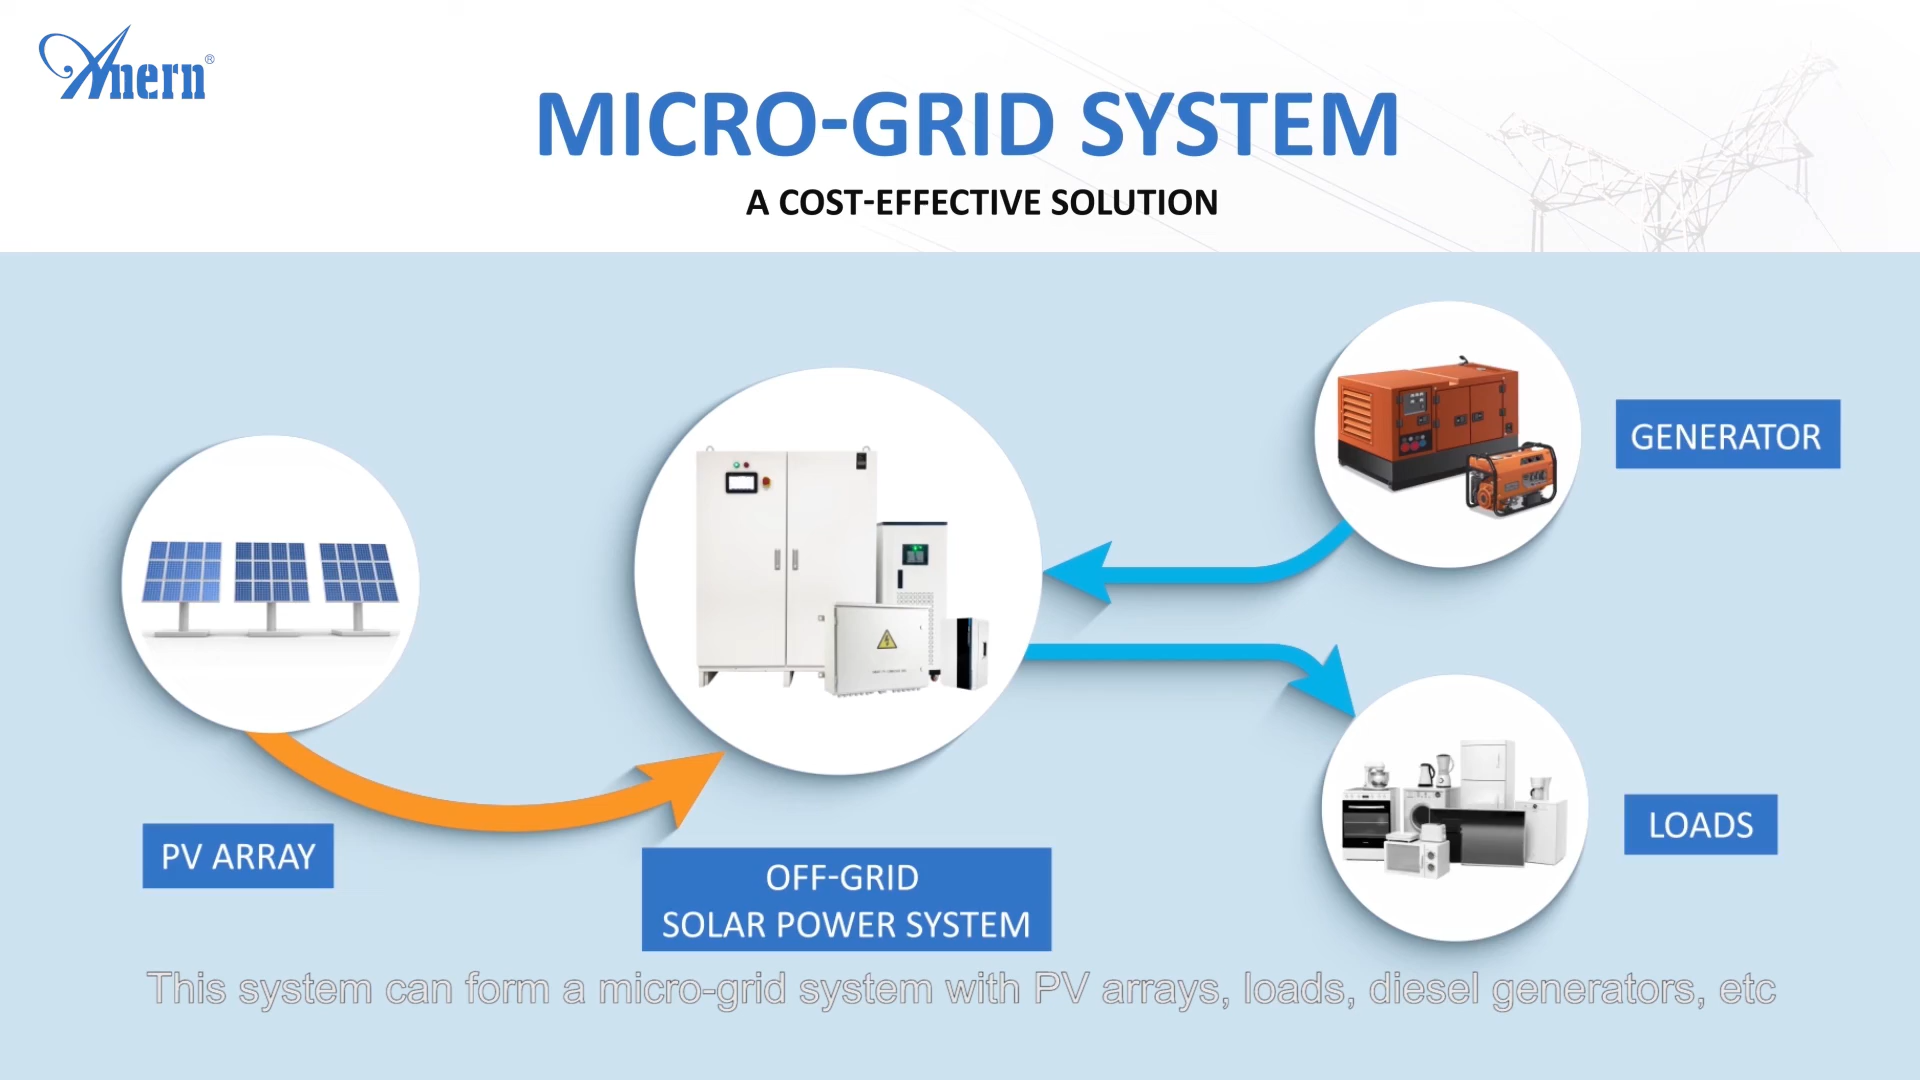 Anern®
MICRO-GRID SYSTEM
A COST-EFFECTIVE SOLUTION
GENERATOR
PV ARRAY
OFF-GRID
SOLAR POWER SYSTEM
LOADS
This system can form a micro-grid system with PV arrays, loads, diesel generators, etc